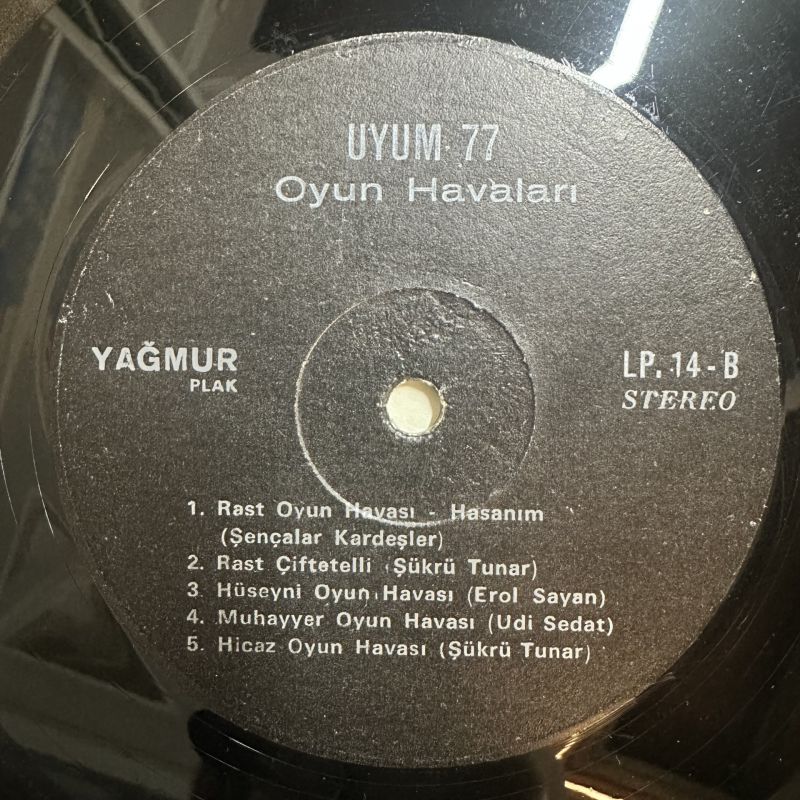 UYUM 77
Oyun Havaları
YAĞMUR
PLAK
LP. 14-B
STEREO
1. Rast Oyun Havası - Hasanım
(Şençalar Kardeşler)
2. Rast Çiftetelli (Şükrü Tunar)
3. Hüseyni Oyun Havası (Erol Sayan)
4. Muhayyer Oyun Havası (Udi Sedat)
5. Hicaz Oyun Havası (Şükrü Tunar)